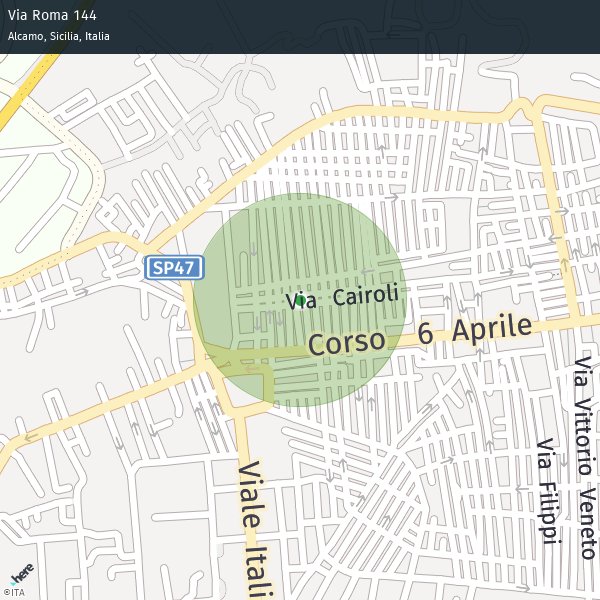 Via Roma 144
Alcamo, Sicilia, Italia
SP47
Via Cairoli
Corso 6 Aprile
Via Vittorio Veneto
Via Filippi
Viale Itali
here
©ITA